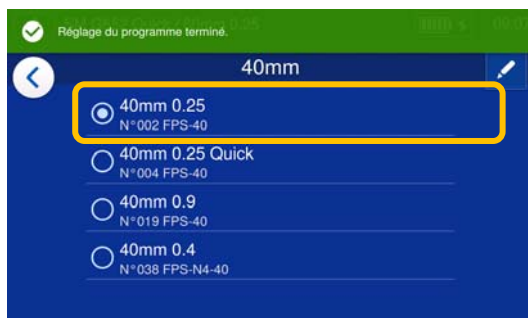 Réglage du programme terminé.
40mm
40mm 0.25
N°002 FPS-40
40mm 0.25 Quick
N°004 FPS-40
40mm 0.9
N°019 FPS-40
40mm 0.4
N°038 FPS-N4-40